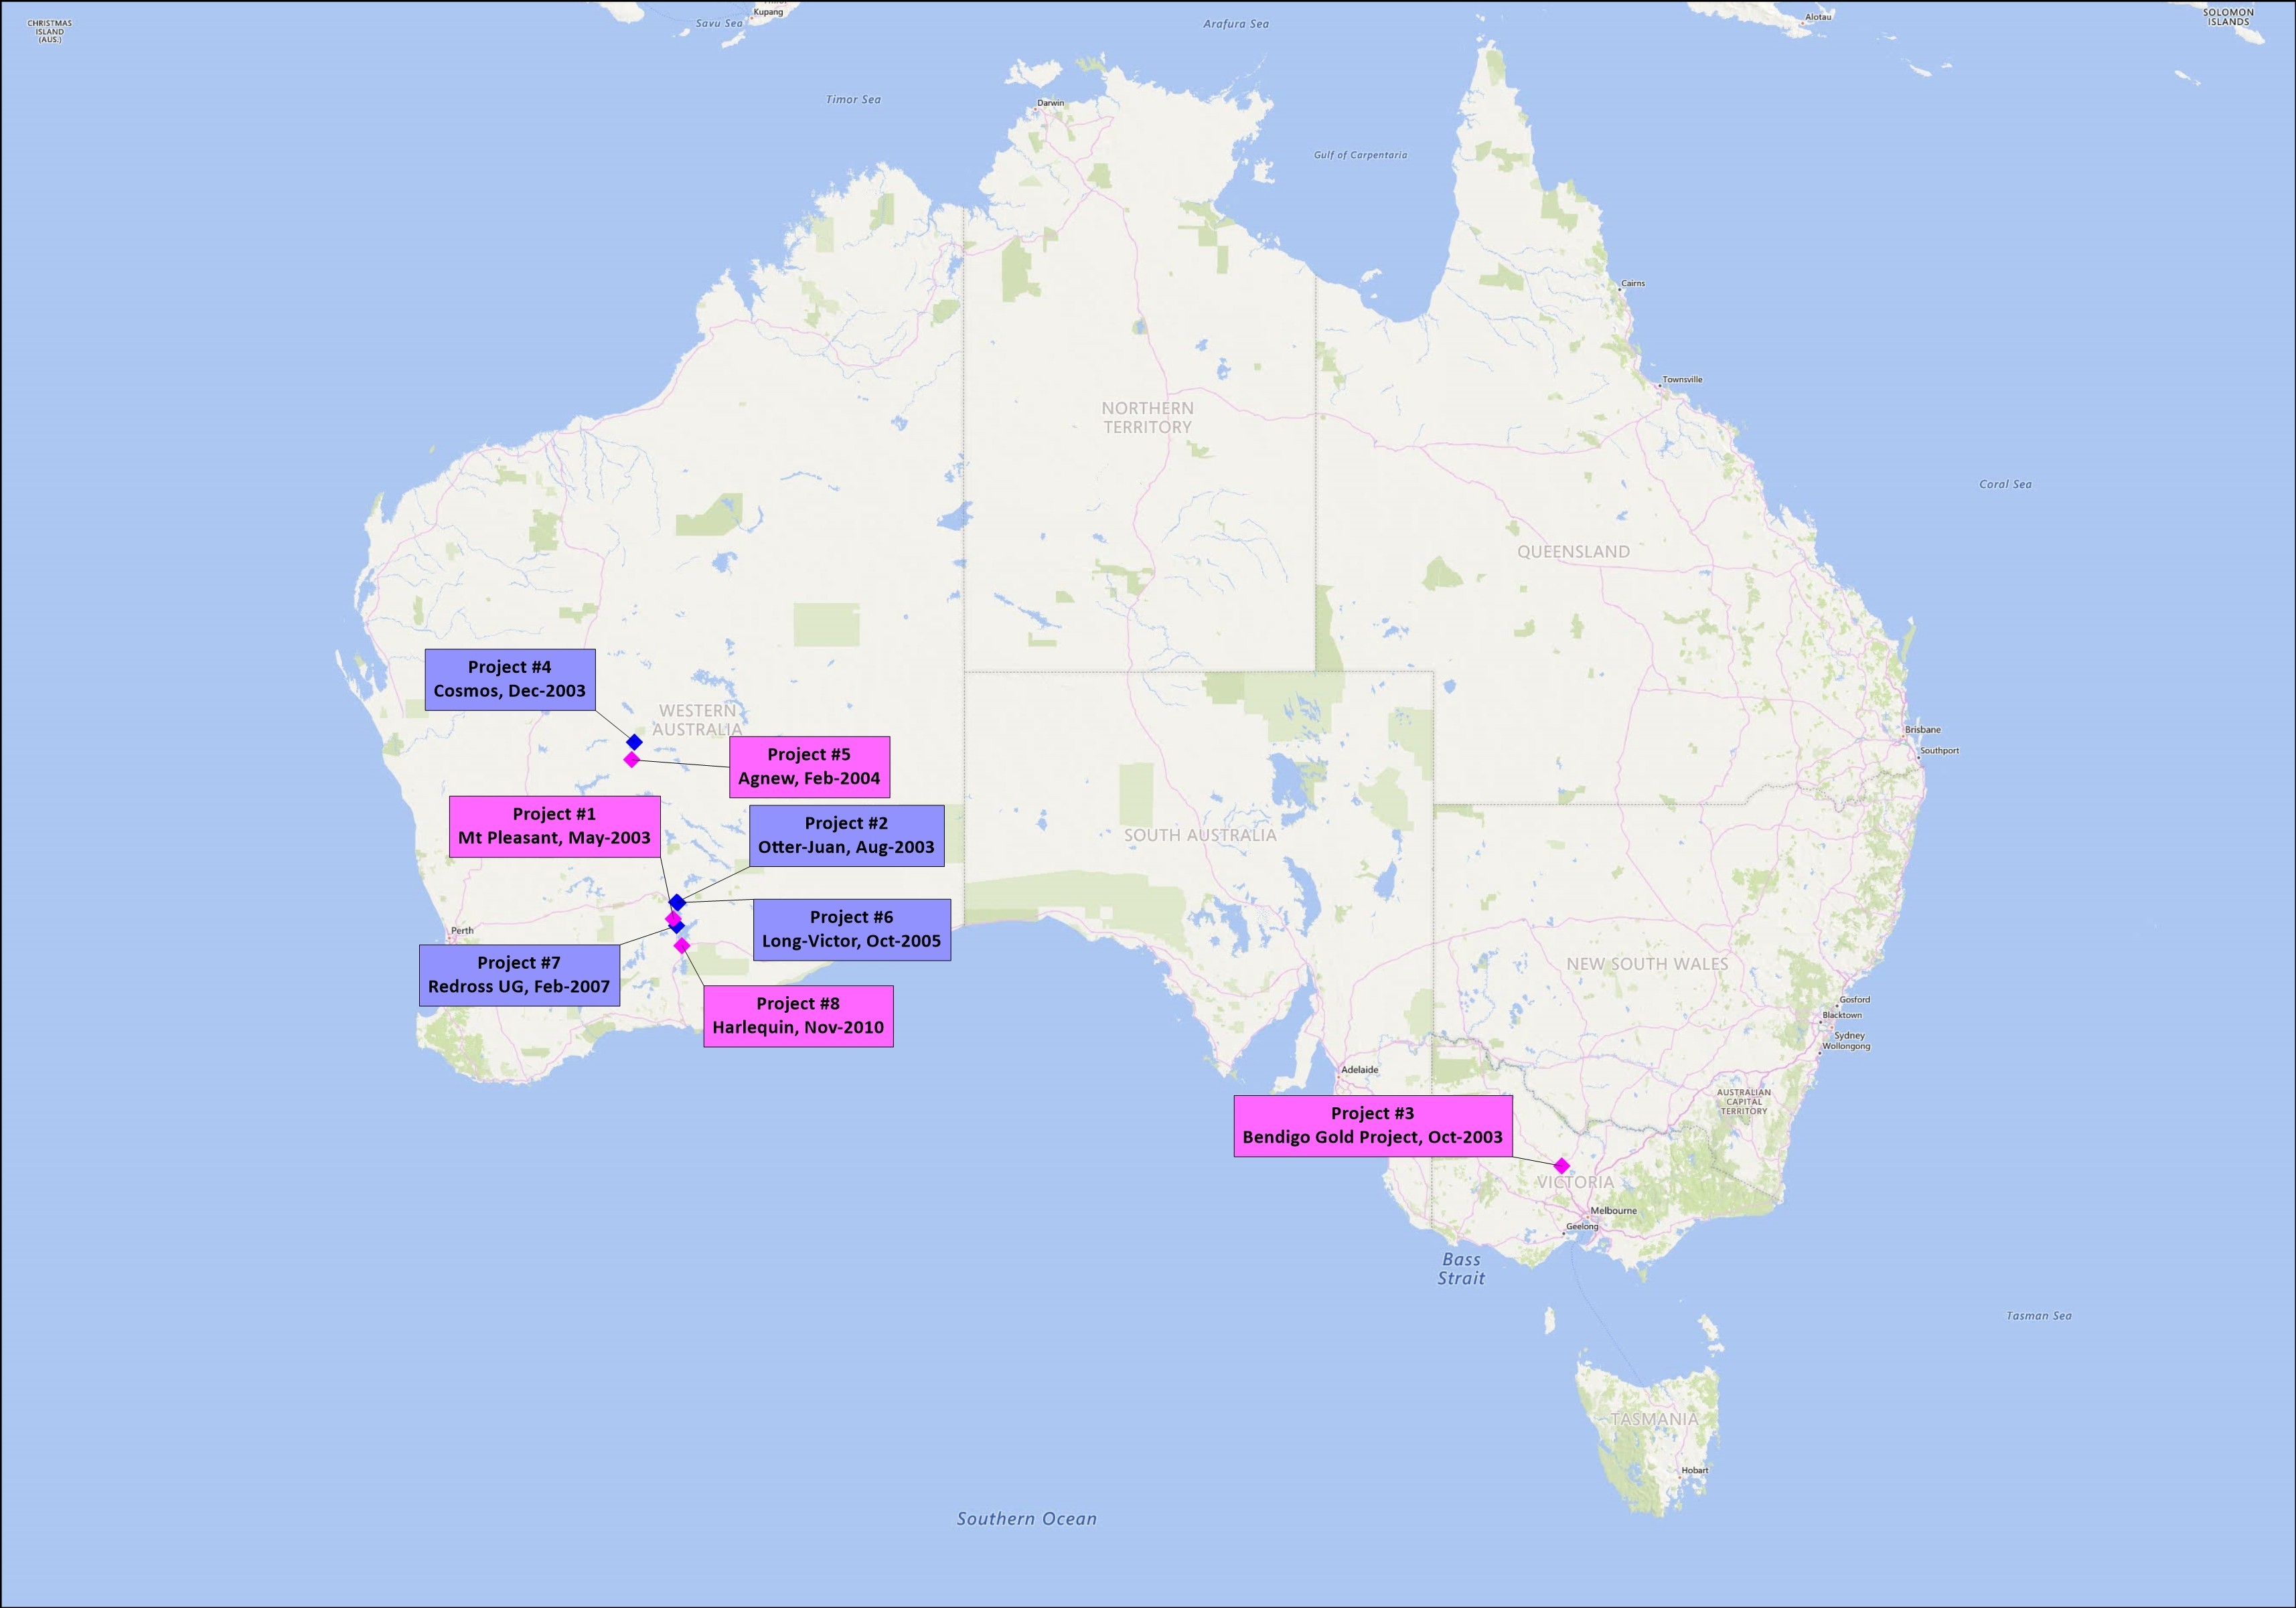 CHRISTMAS
ISLAND
(AUS.)
Savu Sea
Kupang
Arafura Sea
Alotau
SOLOMON
ISLANDS
Timor Sea
Darwin
Gulf of Carpentaria
Cairns
Townsville
NORTHERN
TERRITORY
Coral Sea
QUEENSLAND
Project #4
Cosmos, Dec-2003
WESTERN
AUSTRALIA
Project #5
Agnew, Feb-2004
Brisbane
Southport
Project #1
Mt Pleasant, May-2003
Project #2
Otter-Juan, Aug-2003
SOUTH AUSTRALIA
Project #6
Long-Victor, Oct-2005
Perth
Project #7
Redross UG, Feb-2007
NEW SOUTH WALES
Project #8
Harlequin, Nov-2010
Gosford
Blacktown
Sydney
Wollongong
Adelaide
AUSTRALIAN
CAPITAL
TERRITORY
Project #3
Bendigo Gold Project, Oct-2003
VICTORIA
Melbourne
Geelong
Bass
Strait
Tasman Sea
TASMANIA
Hobart
Southern Ocean